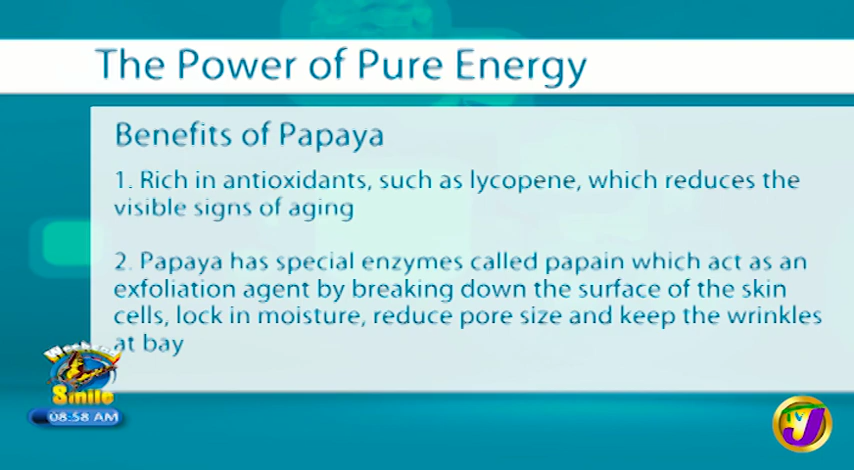 The Power of Pure Energy
Benefits of Papaya
1. Rich in antioxidants, such as lycopene, which reduces the
visible signs of aging
2. Papaya has special enzymes called papain which act as an
exfoliation agent by breaking down the surface of the skin
cells, lock in moisture, reduce pore size and keep the wrinkles
at bay
Weekend
Smile
08:58 AM
TVJ